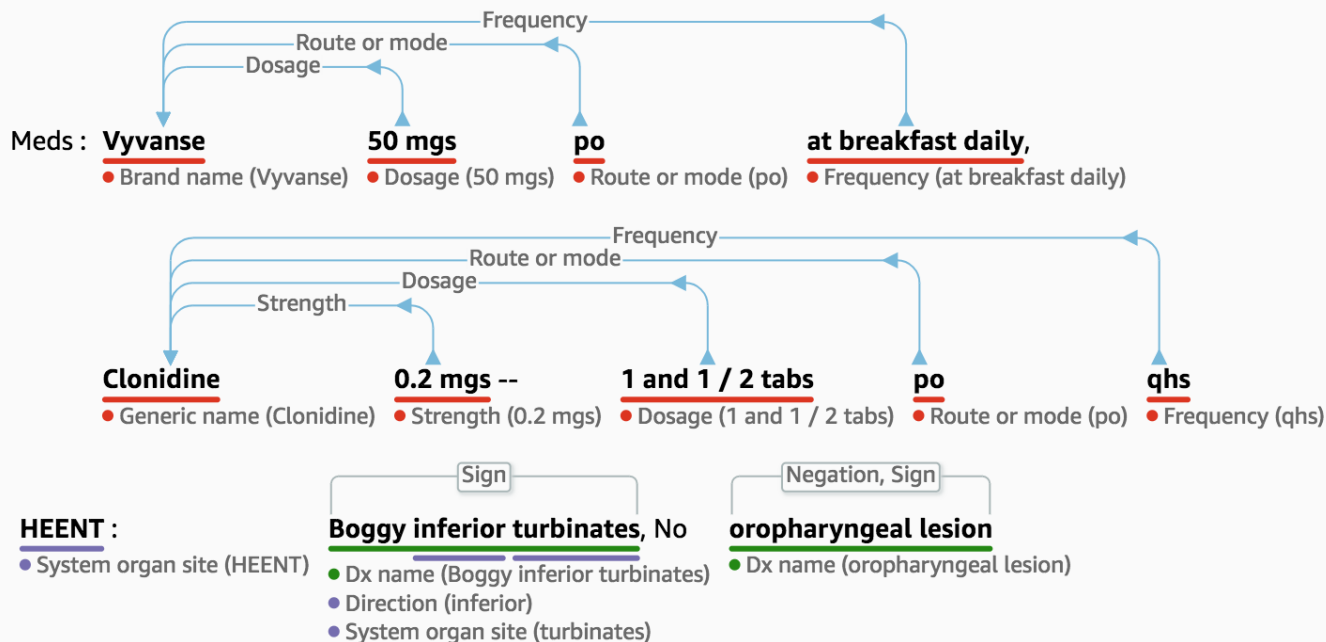 Frequency
Route or mode
Dosage
Meds : Vyvanse 50 mgs po at breakfast daily,
• Brand name (Vyvanse) • Dosage (50 mgs) • Route or mode (po) • Frequency (at breakfast daily)
Frequency
Route or mode
Dosage
Strength
Clonidine 0.2 mgs -- 1 and 1 / 2 tabs po qhs
• Generic name (Clonidine) • Strength (0.2 mgs) • Dosage (1 and 1 / 2 tabs) • Route or mode (po) • Frequency (qhs)
Sign Negation, Sign
HEENT : Boggy inferior turbinates, No oropharyngeal lesion
• System organ site (HEENT) • Dx name (Boggy inferior turbinates) • Dx name (oropharyngeal lesion)
• Direction (inferior)
• System organ site (turbinates)